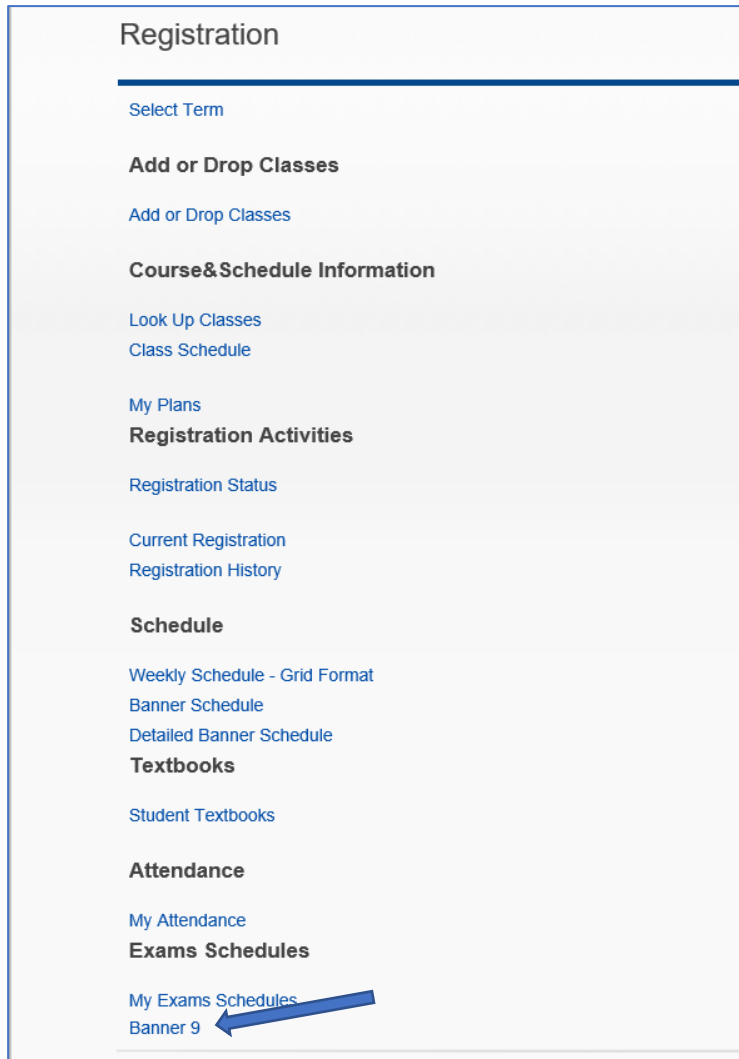 Registration
Select Term
Add or Drop Classes
Add or Drop Classes
Course&Schedule Information
Look Up Classes
Class Schedule
My Plans
Registration Activities
Registration Status
Current Registration
Registration History
Schedule
Weekly Schedule - Grid Format
Banner Schedule
Detailed Banner Schedule
Textbooks
Student Textbooks
Attendance
My Attendance
Exams Schedules
My Exams Schedules
Banner 9